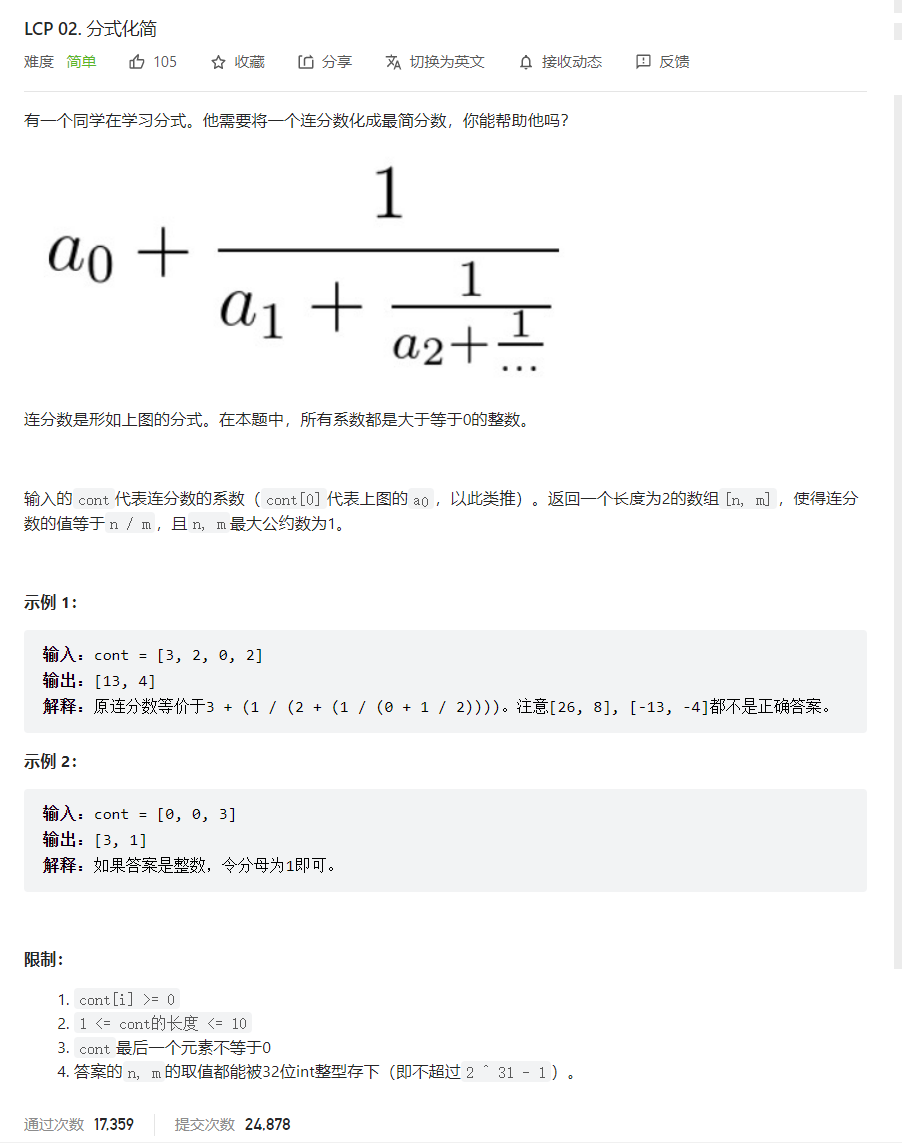 LCP 02. 分式化简
难度 简单 105 收藏 分享 切换为英文 接收动态 反馈
有一个同学在学习分式。他需要将一个连分数化成最简分数，你能帮助他吗？
a₀ + 1
a₁ + 1
a₂+ 1
...
连分数是形如上图的分式。在本题中，所有系数都是大于等于0的整数。
输入的 cont 代表连分数的系数（ cont[0] 代表上图的 a0 ，以此类推）。返回一个长度为2的数组 [n, m] ，使得连分
数的值等于 n / m ，且 n, m 最大公约数为1。
示例 1：
输入：cont = [3, 2, 0, 2]
输出：[13, 4]
解释：原连分数等价于3 + (1 / (2 + (1 / (0 + 1 / 2))))。注意[26, 8], [-13, -4]都不是正确答案。
示例 2：
输入：cont = [0, 0, 3]
输出：[3, 1]
解释：如果答案是整数，令分母为1即可。
限制：
1. cont[i] >= 0
2. 1 <= cont的长度 <= 10
3. cont 最后一个元素不等于0
4. 答案的 n, m 的取值都能被32位int整型存下（即不超过 2 ^ 31 - 1 ）。
通过次数 17,359 提交次数 24,878